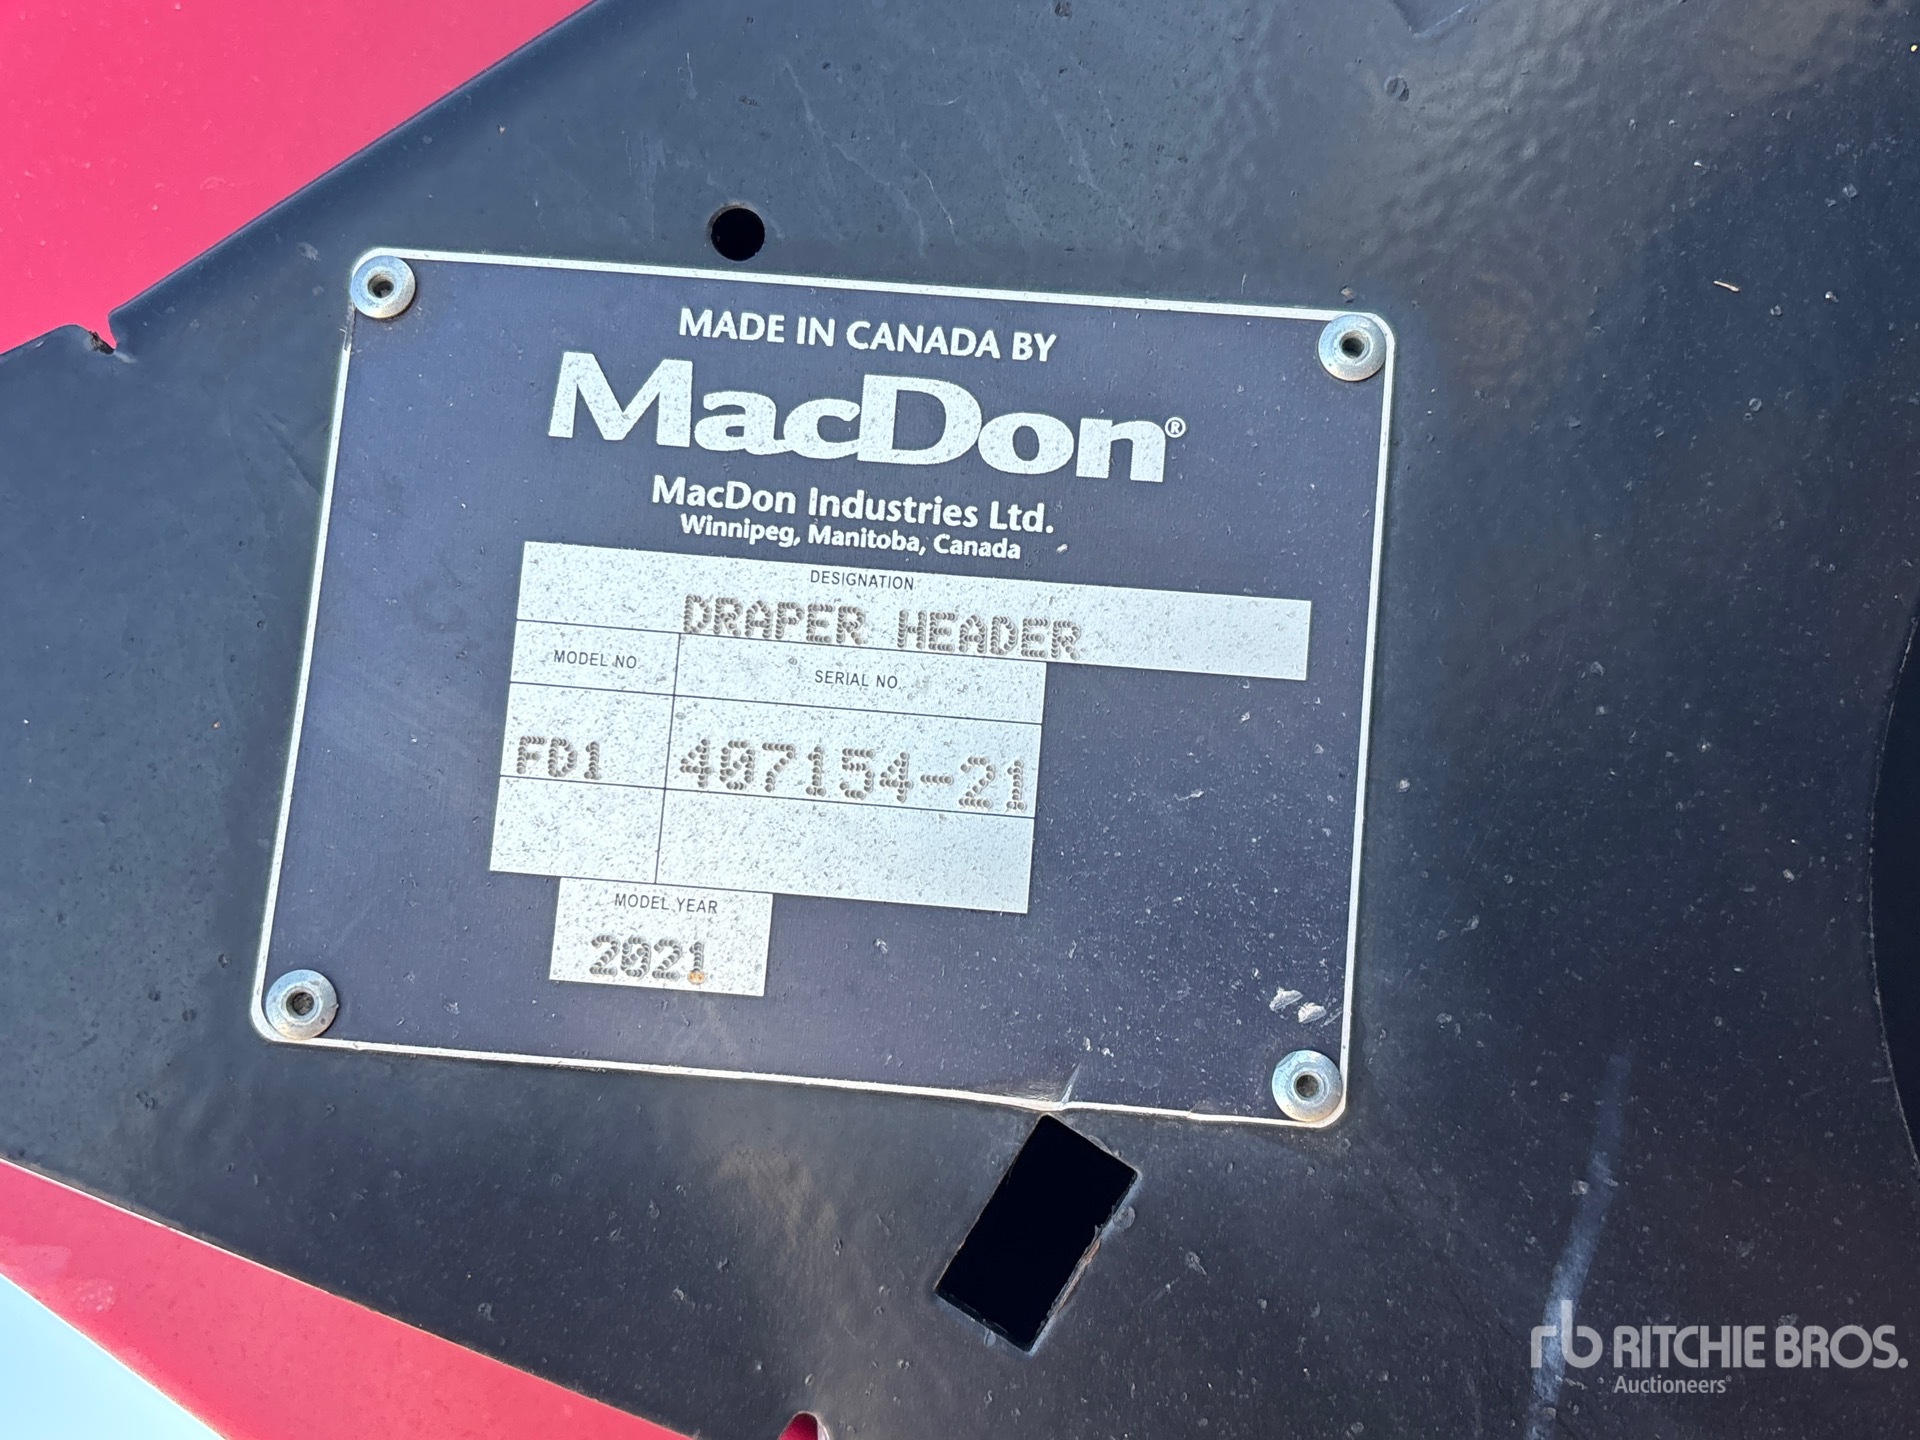 MADE IN CANADA BY
MacDon®
MacDon Industries Ltd.
Winnipeg, Manitoba, Canada
DESIGNATION
DRAPER HEADER
MODEL NO
SERIAL NO
FD1
407154-21
MODEL YEAR
2021
rb RITCHIE BROS.
Auctioneers